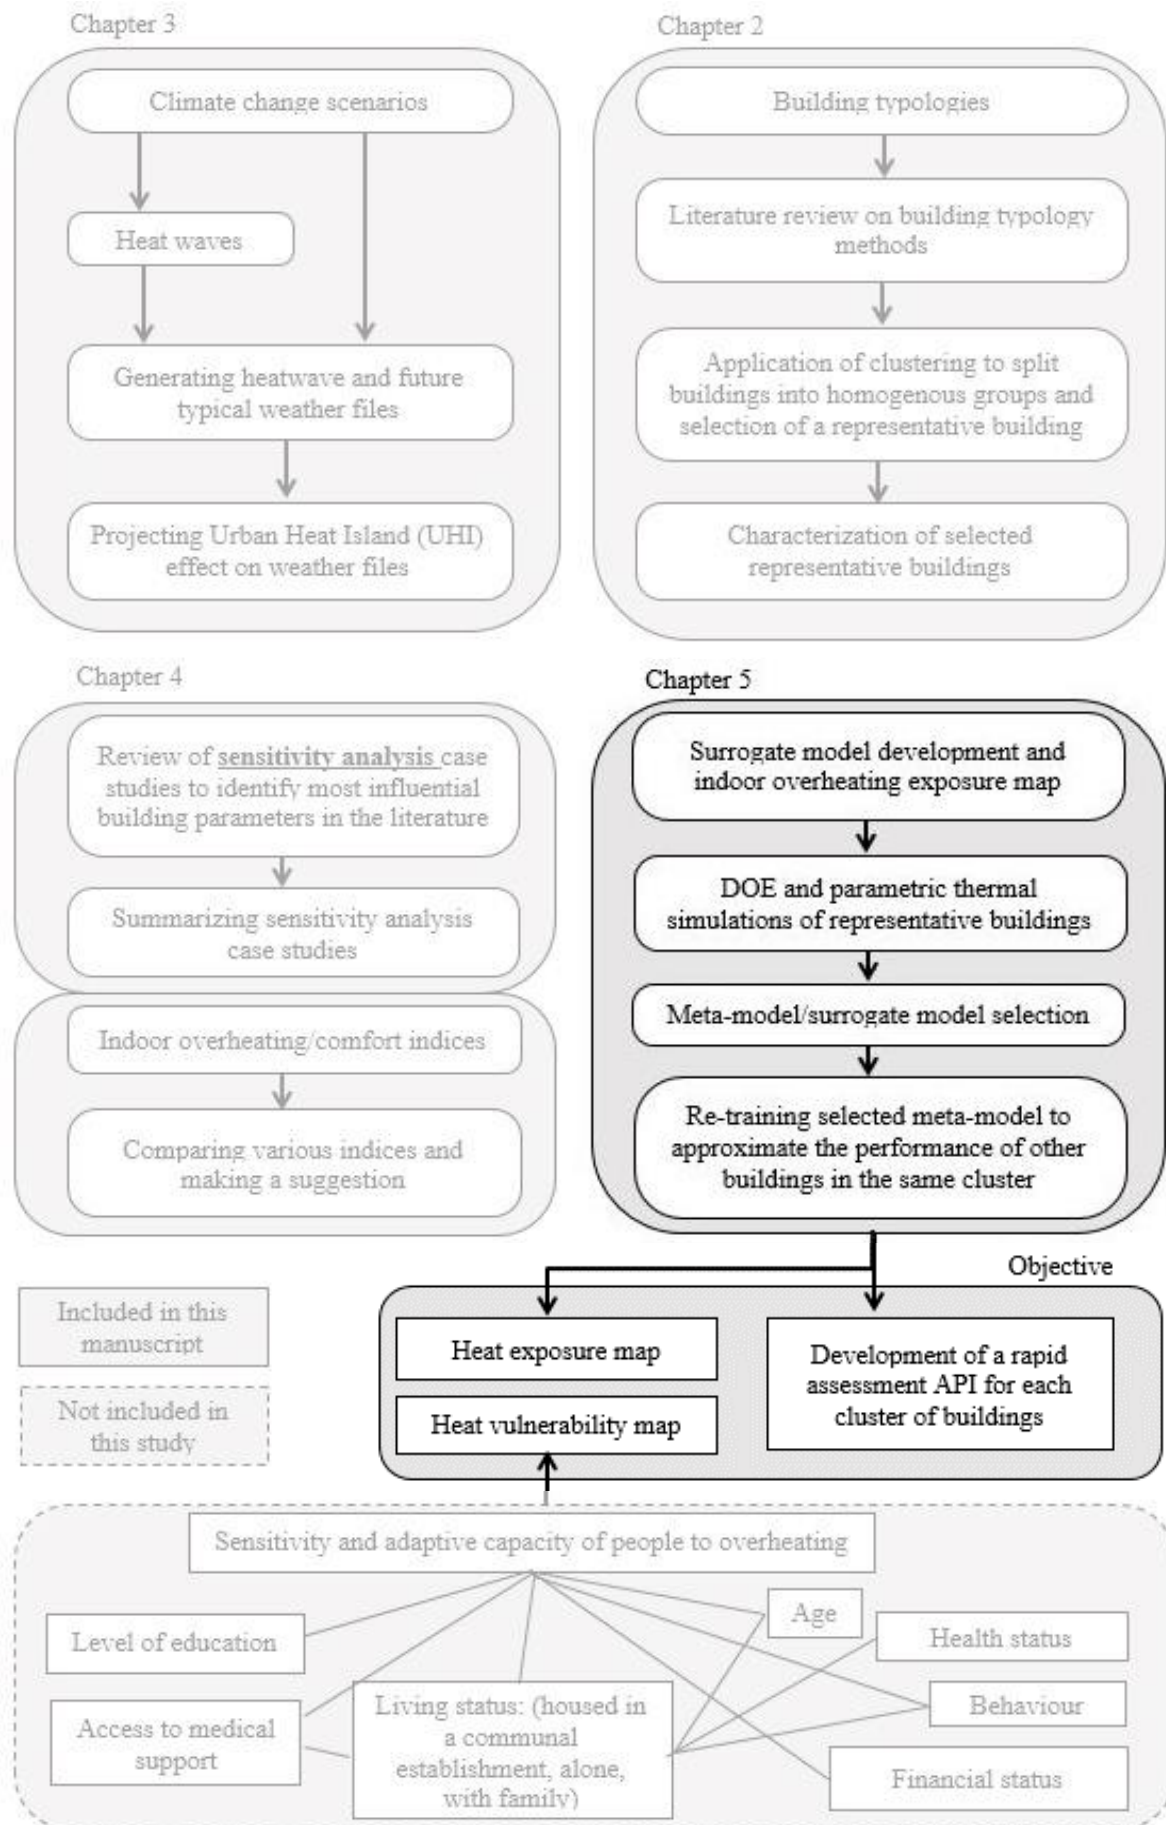 Chapter 3
Climate change scenarios
Heat waves
Generating heatwave and future
typical weather files
Projecting Urban Heat Island (UHI)
effect on weather files
Chapter 2
Building typologies
Literature review on building typology
methods
Application of clustering to split
buildings into homogenous groups and
selection of a representative building
Characterization of selected
representative buildings
Chapter 4
Review of sensitivity analysis case
studies to identify most influential
building parameters in the literature
Summarizing sensitivity analysis
case studies
Indoor overheating/comfort indices
Comparing various indices and
making a suggestion
Chapter 5
Surrogate model development and
indoor overheating exposure map
DOE and parametric thermal
simulations of representative buildings
Meta-model/surrogate model selection
Re-training selected meta-model to
approximate the performance of other
buildings in the same cluster
Objective
Heat exposure map
Heat vulnerability map
Development of a rapid
assessment API for each
cluster of buildings
Included in this
manuscript
Not included in
this study
Sensitivity and adaptive capacity of people to overheating
Level of education
Age
Health status
Access to medical
support
Living status: (housed in
a communal
establishment, alone,
with family)
Behaviour
Financial status